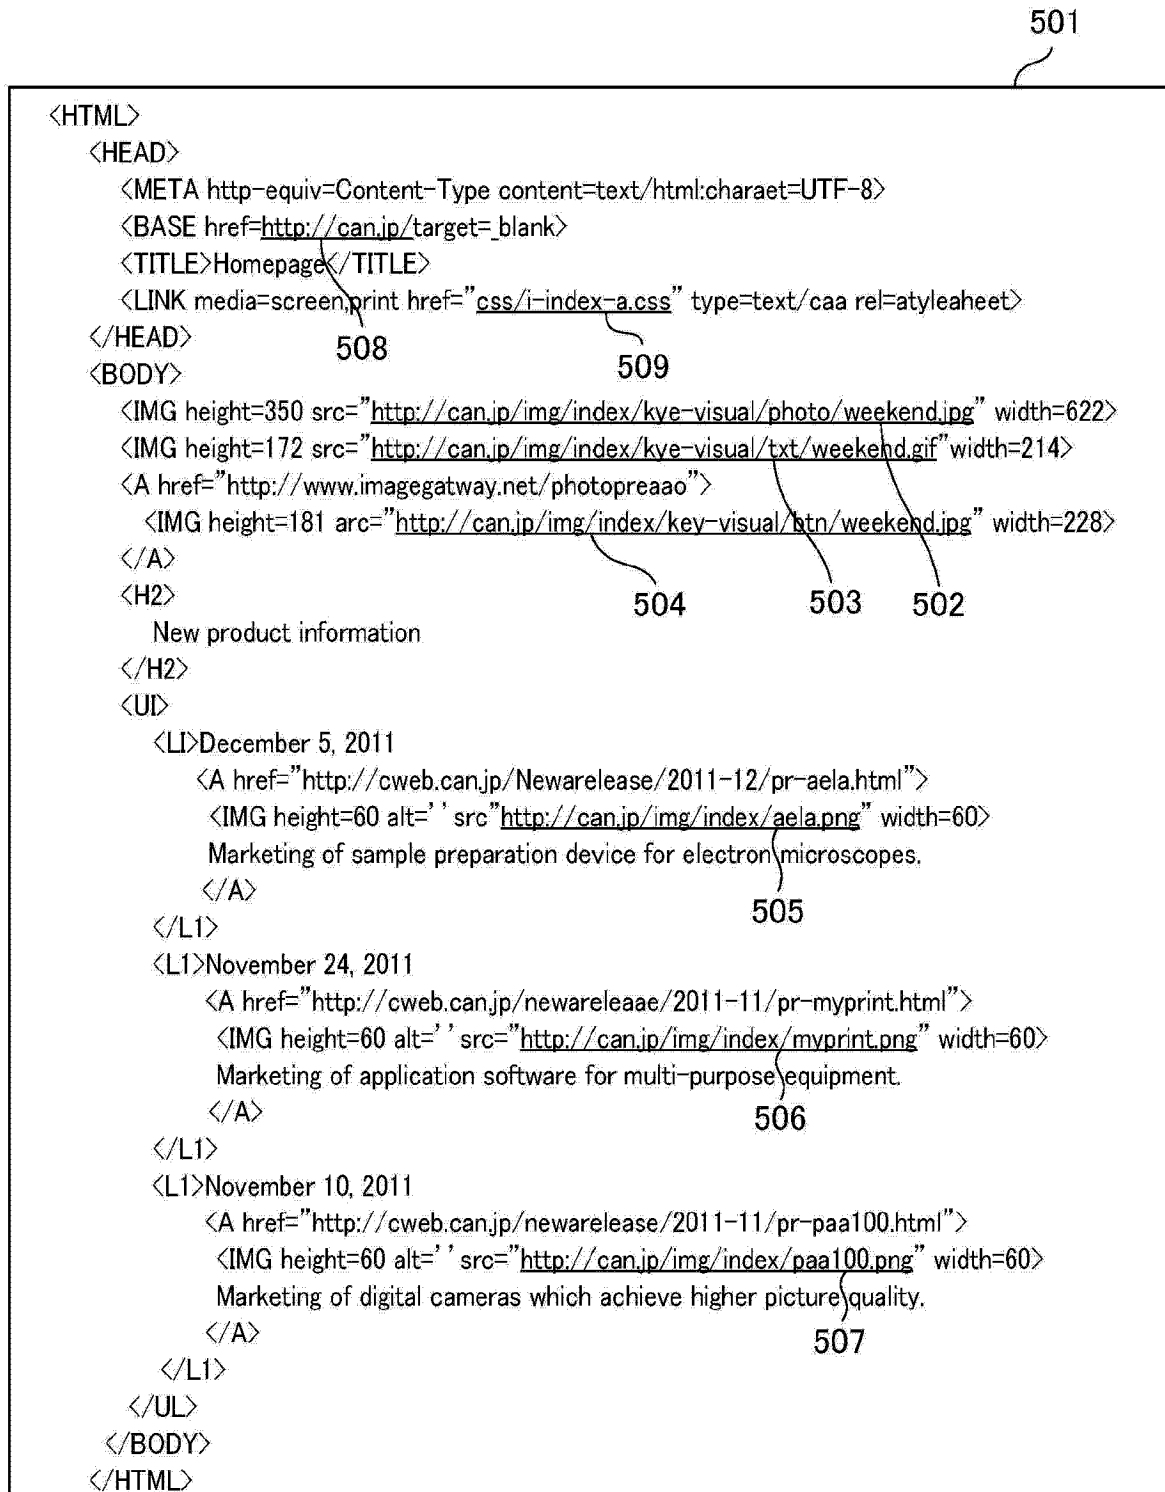 501
<HTML>
<HEAD>
<META http-equiv=Content-Type content=text/html:charaet=UTF-8>
<BASE href=http://can.jp/target=_blank>
<TITLE>Homepage</TITLE>
<LINK media=screen,print href="css/i-index-a.css" type=text/caa rel=atyleaheet>
</HEAD>
508
509
<BODY>
<IMG height=350 src="http://can.jp/img/index/kye-visual/photo/weekend.jpg" width=622>
<IMG height=172 src="http://can.jp/img/index/kye-visual/txt/weekend.gif"width=214>
<A href="http://www.imagegatway.net/photopreaao">
<IMG height=181 arc="http://can.jp/img/index/key-visual/btn/weekend.jpg" width=228>
</A>
<H2>
504
503
502
New product information
</H2>
<UI>
<LI>December 5, 2011
<A href="http://cweb.can.jp/Newarelease/2011-12/pr-aela.html">
<IMG height=60 alt='' src"http://can.jp/img/index/aela.png" width=60>
Marketing of sample preparation device for electron microscopes.
</A>
505
</L1>
<L1>November 24, 2011
<A href="http://cweb.can.jp/newareleaae/2011-11/pr-myprint.html">
<IMG height=60 alt='' src="http://can.jp/img/index/myprint.png" width=60>
Marketing of application software for multi-purpose equipment.
</A>
506
</L1>
<L1>November 10, 2011
<A href="http://cweb.can.jp/newarelease/2011-11/pr-paa100.html">
<IMG height=60 alt='' src="http://can.jp/img/index/paa100.png" width=60>
Marketing of digital cameras which achieve higher picture quality.
</A>
507
</L1>
</UL>
</BODY>
</HTML>